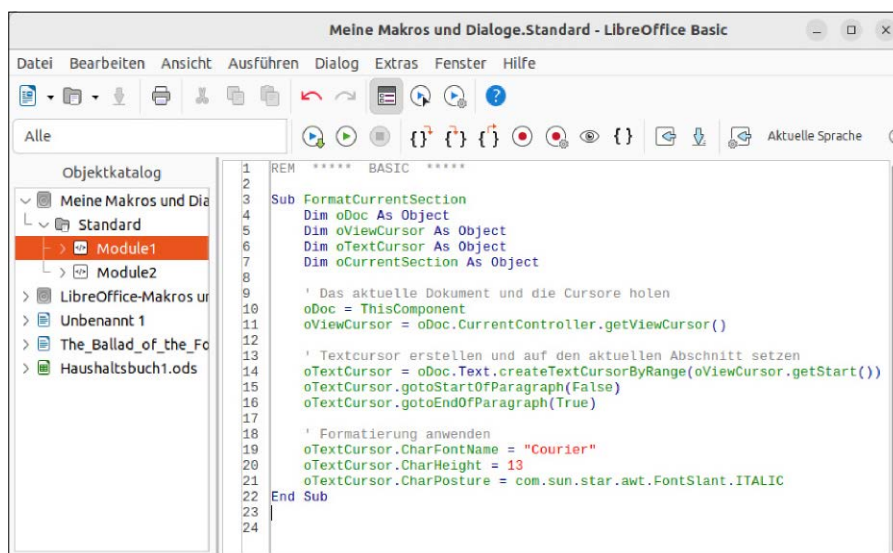 Meine Makros und Dialoge.Standard - LibreOffice Basic
Datei Bearbeiten Ansicht Ausführen Dialog Extras Fenster Hilfe
Alle
Aktuelle Sprache
Objektkatalog
Meine Makros und Dia
Standard
Module1
Module2
LibreOffice-Makros ur
Unbenannt 1
The_Ballad_of_the_Fo
Haushaltsbuch1.ods
1 REM ***** BASIC *****
2
3 Sub FormatCurrentSection
4 Dim oDoc As Object
5 Dim oViewCursor As Object
6 Dim oTextCursor As Object
7 Dim oCurrentSection As Object
8
9 ' Das aktuelle Dokument und die Cursore holen
10 oDoc = ThisComponent
11 oViewCursor = oDoc.CurrentController.getViewCursor()
12
13 ' Textcursor erstellen und auf den aktuellen Abschnitt setzen
14 oTextCursor = oDoc.Text.createTextCursorByRange(oViewCursor.getStart())
15 oTextCursor.gotoStartOfParagraph(False)
16 oTextCursor.gotoEndOfParagraph(True)
17
18 ' Formatierung anwenden
19 oTextCursor.CharFontName = "Courier"
20 oTextCursor.CharHeight = 13
21 oTextCursor.CharPosture = com.sun.star.awt.FontSlant.ITALIC
22 End Sub
23
24